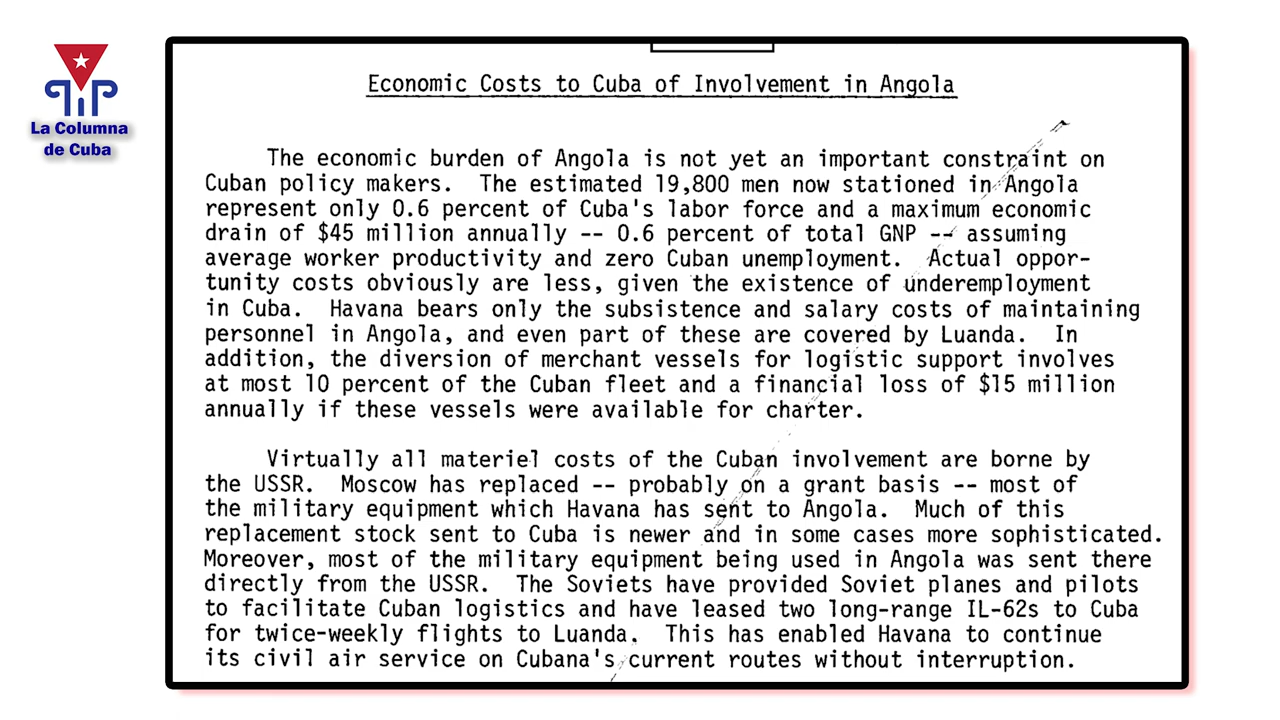 La Columna
de Cuba
Economic Costs to Cuba of Involvement in Angola
The economic burden of Angola is not yet an important constraint on
Cuban policy makers. The estimated 19,800 men now stationed in Angola
represent only 0.6 percent of Cuba's labor force and a maximum economic
drain of $45 million annually -- 0.6 percent of total GNP -- assuming
average worker productivity and zero Cuban unemployment. Actual oppor-
tunity costs obviously are less, given the existence of underemployment
in Cuba. Havana bears only the subsistence and salary costs of maintaining
personnel in Angola, and even part of these are covered by Luanda. In
addition, the diversion of merchant vessels for logistic support involves
at most 10 percent of the Cuban fleet and a financial loss of $15 million
annually if these vessels were available for charter.
Virtually all materiel costs of the Cuban involvement are borne by
the USSR. Moscow has replaced -- probably on a grant basis -- most of
the military equipment which Havana has sent to Angola. Much of this
replacement stock sent to Cuba is newer and in some cases more sophisticated.
Moreover, most of the military equipment being used in Angola was sent there
directly from the USSR. The Soviets have provided Soviet planes and pilots
to facilitate Cuban logistics and have leased two long-range IL-62s to Cuba
for twice-weekly flights to Luanda. This has enabled Havana to continue
its civil air service on Cubana's current routes without interruption.